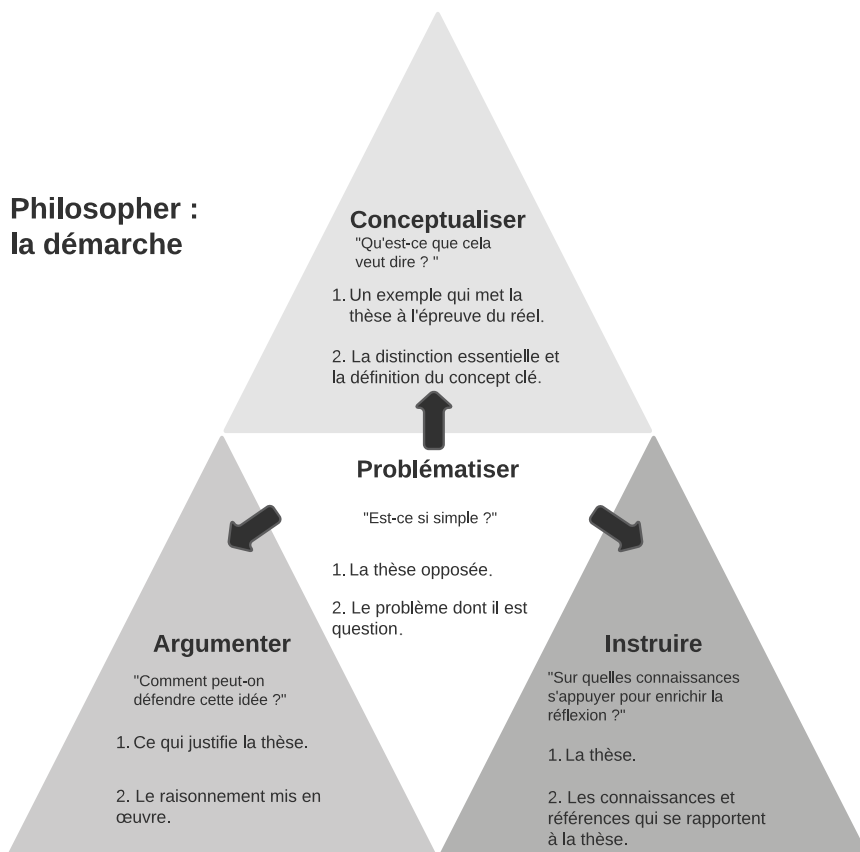 Philosopher :
la démarche
Conceptualiser
"Qu'est-ce que cela
veut dire ? "
1. Un exemple qui met la
thèse à l'épreuve du réel.
2. La distinction essentielle et
la définition du concept clé.
Problématiser
"Est-ce si simple ?"
1. La thèse opposée.
2. Le problème dont il est
question.
Argumenter
"Comment peut-on
défendre cette idée ?"
1. Ce qui justifie la thèse.
2. Le raisonnement mis en
œuvre.
Instruire
"Sur quelles connaissances
s'appuyer pour enrichir la
réflexion ?"
1. La thèse.
2. Les connaissances et
références qui se rapportent
à la thèse.